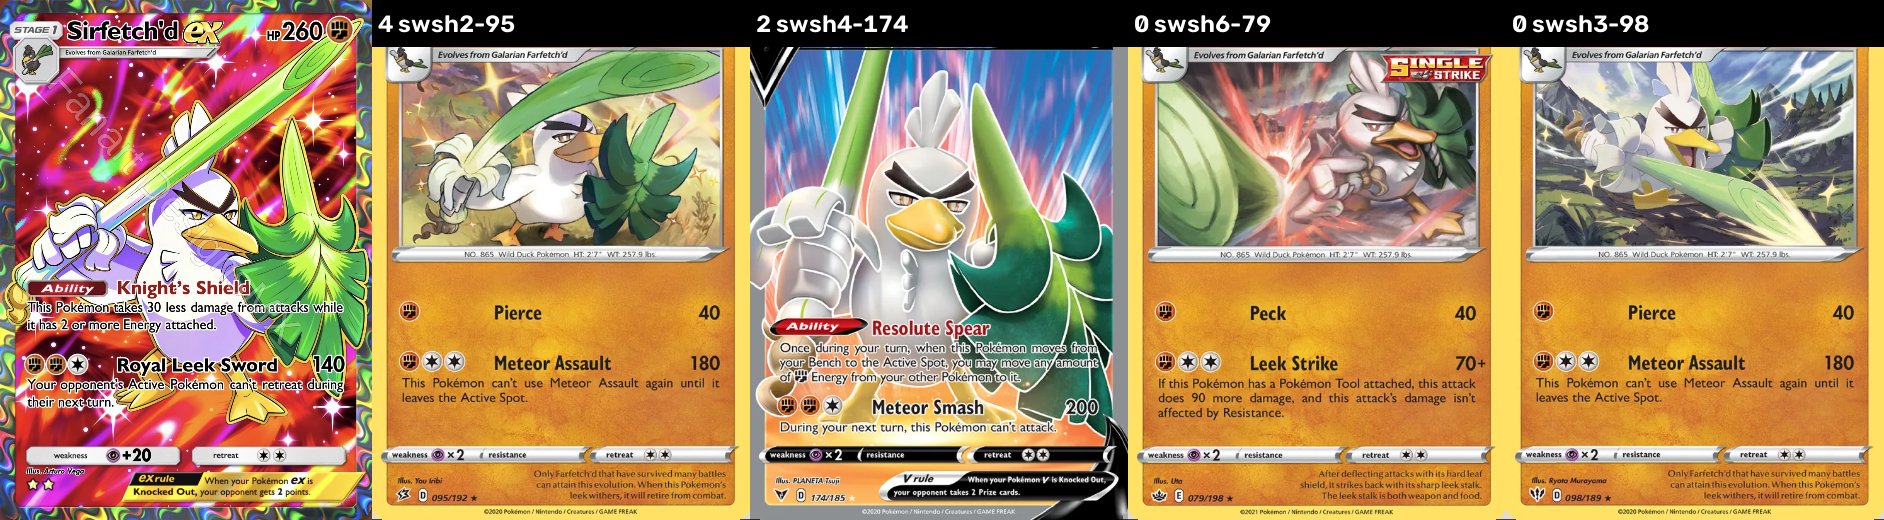 STAGE 1 Sirfetch'd ex HP 260
Evolves from Galarian Farfetch'd
Ability Knight's Shield
This Pokémon takes 30 less damage from attacks while
it has 2 or more Energy attached.
Royal Leek Sword 140
Your opponent's Active Pokémon can't retreat during
their next turn.
weakness +20 retreat
Illus. Arturo Vega
ex rule When your Pokémon ex is
Knocked Out, your opponent gets 2 points.
4 swsh2-95
Evolves from Galarian Farfetch'd
NO. 865 Wild Duck Pokémon HT: 2'7" WT: 257.9 lbs.
Pierce 40
Meteor Assault 180
This Pokémon can't use Meteor Assault again until it
leaves the Active Spot.
weakness ×2 resistance retreat
Illus. You Iribi
D 095/192 ★
Only Farfetch'd that have survived many battles
can attain this evolution. When this Pokémon's
leek withers, it will retire from combat.
©2020 Pokémon / Nintendo / Creatures / GAME FREAK
2 swsh4-174
Ability Resolute Spear
Once during your turn, when this Pokémon moves from
your Bench to the Active Spot, you may move any amount
of Energy from your other Pokémon to it.
Meteor Smash 200
During your next turn, this Pokémon can't attack.
weakness ×2 resistance retreat
Illus. PLANETA Tsuji
D 174/185
V rule When your Pokémon V is Knocked Out,
your opponent takes 2 Prize cards.
©2020 Pokémon / Nintendo / Creatures / GAME FREAK
0 swsh6-79
Evolves from Galarian Farfetch'd
SINGLE
STRIKE
NO. 865 Wild Duck Pokémon HT: 2'7" WT: 257.9 lbs.
Peck 40
Leek Strike 70+
If this Pokémon has a Pokémon Tool attached, this attack
does 90 more damage, and this attack's damage isn't
affected by Resistance.
weakness ×2 resistance retreat
Illus. Uta
E 079/198 ★
After deflecting attacks with its hard leaf
shield, it strikes back with its sharp leek stalk.
The leek stalk is both weapon and food.
©2021 Pokémon / Nintendo / Creatures / GAME FREAK
0 swsh3-98
Evolves from Galarian Farfetch'd
NO. 865 Wild Duck Pokémon HT: 2'7" WT: 257.9 lbs.
Pierce 40
Meteor Assault 180
This Pokémon can't use Meteor Assault again until it
leaves the Active Spot.
weakness ×2 resistance retreat
Illus. Ryota Murayama
D 098/189 ★
Only Farfetch'd that have survived many battles
can attain this evolution. When this Pokémon's
leek withers, it will retire from combat.
©2020 Pokémon / Nintendo / Creatures / GAME FREAK